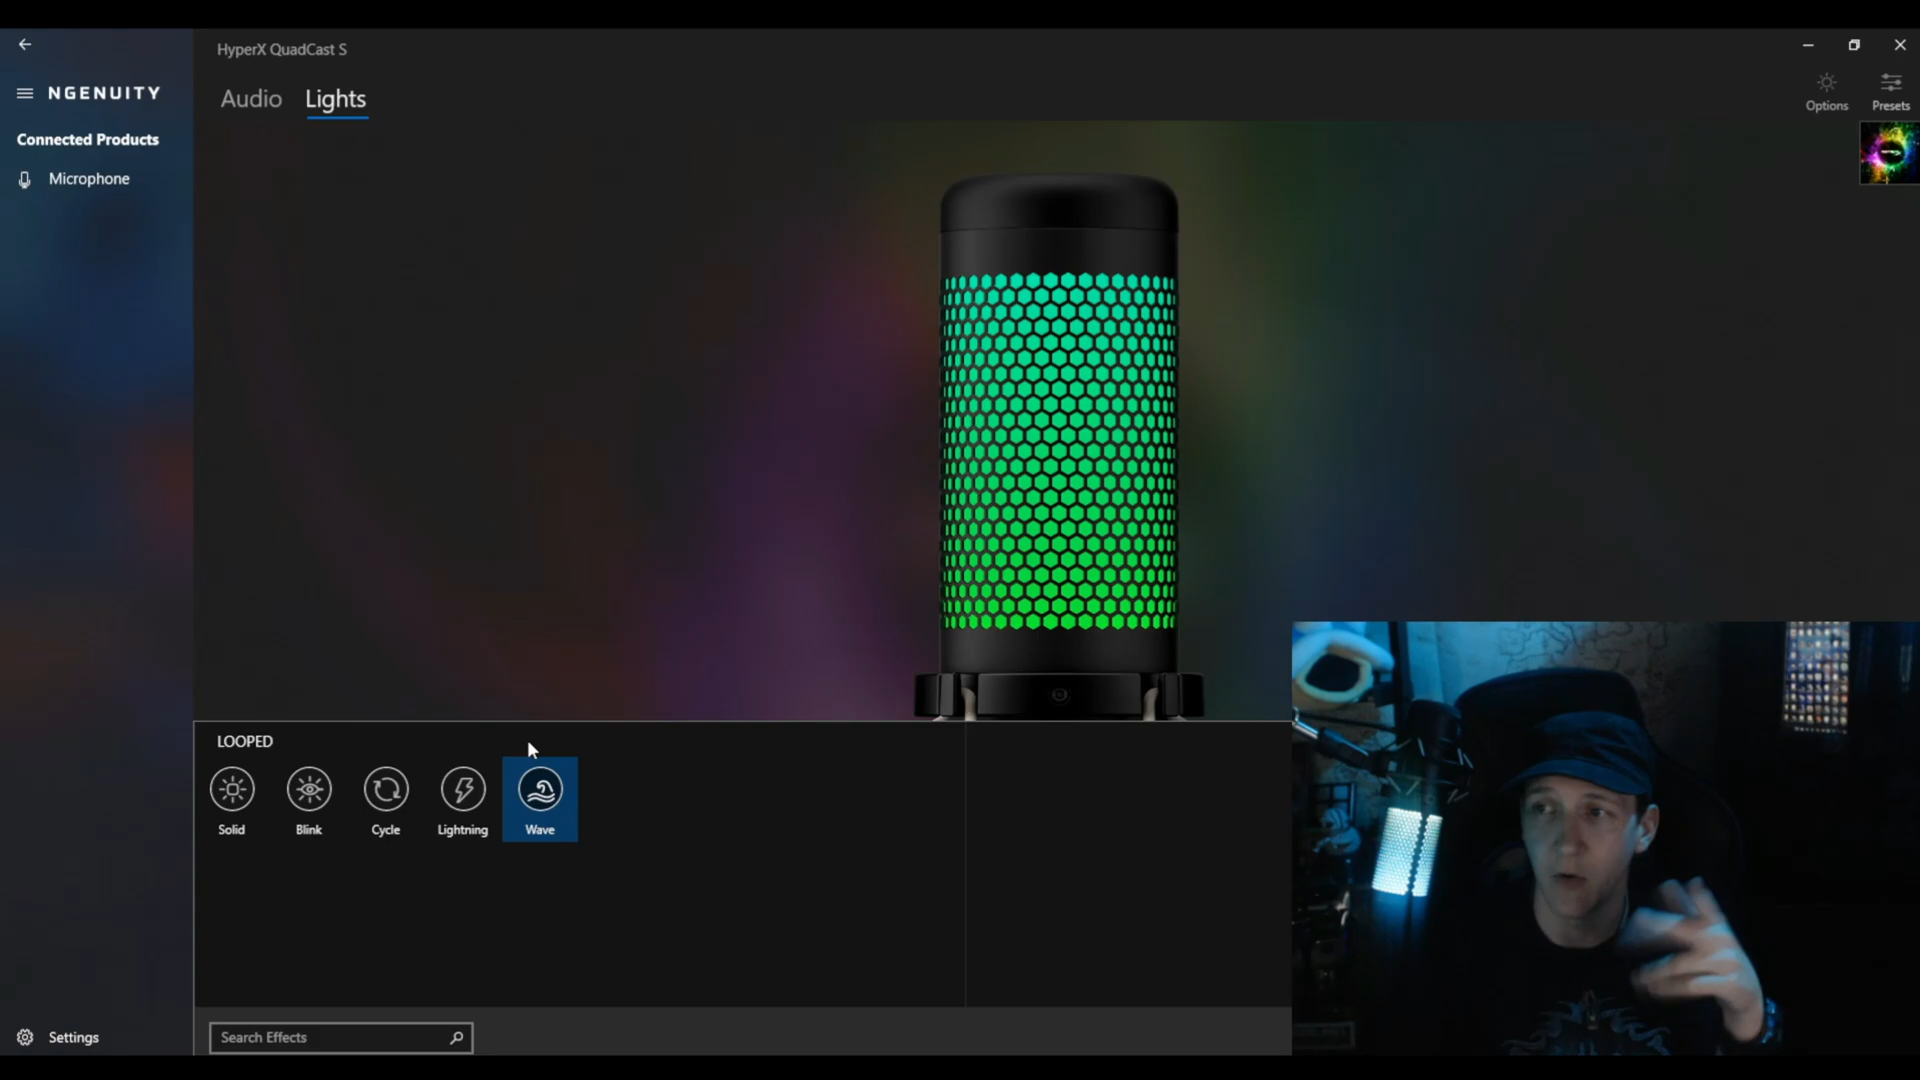 HyperX QuadCast S
NGENUITY
Audio Lights
Options Presets
Connected Products
Microphone
LOOPED
Solid Blink Cycle Lightning Wave
Settings
Search Effects